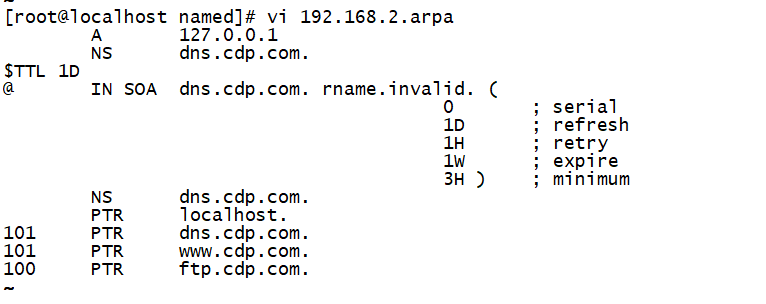 ~
[root@localhost named]# vi 192.168.2.arpa
        A       127.0.0.1
        NS      dns.cdp.com.
$TTL 1D
@       IN SOA  dns.cdp.com. rname.invalid. (
                                        0       ; serial
                                        1D      ; refresh
                                        1H      ; retry
                                        1W      ; expire
                                        3H )    ; minimum
        NS      dns.cdp.com.
        PTR     localhost.
101     PTR     dns.cdp.com.
101     PTR     www.cdp.com.
100     PTR     ftp.cdp.com.
~